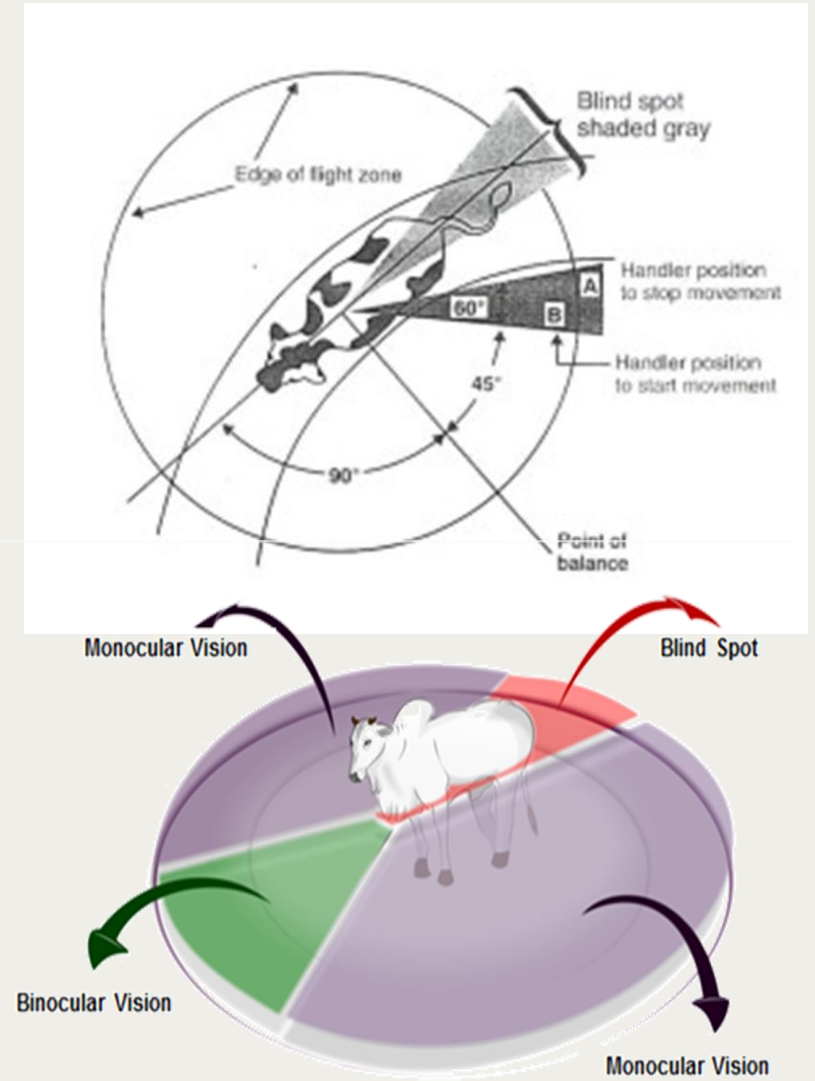 Blind spot
shaded gray
Edge of flight zone
Handler position
to stop movement
A
60°
B
Handler position
to start movement
45°
90°
Point of
balance
Monocular Vision
Blind Spot
Binocular Vision
Monocular Vision